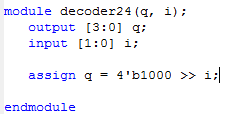 module decoder24(q, i);
output [3:0] q;
input [1:0] i;
assign q = 4'b1000 >> i;
endmodule